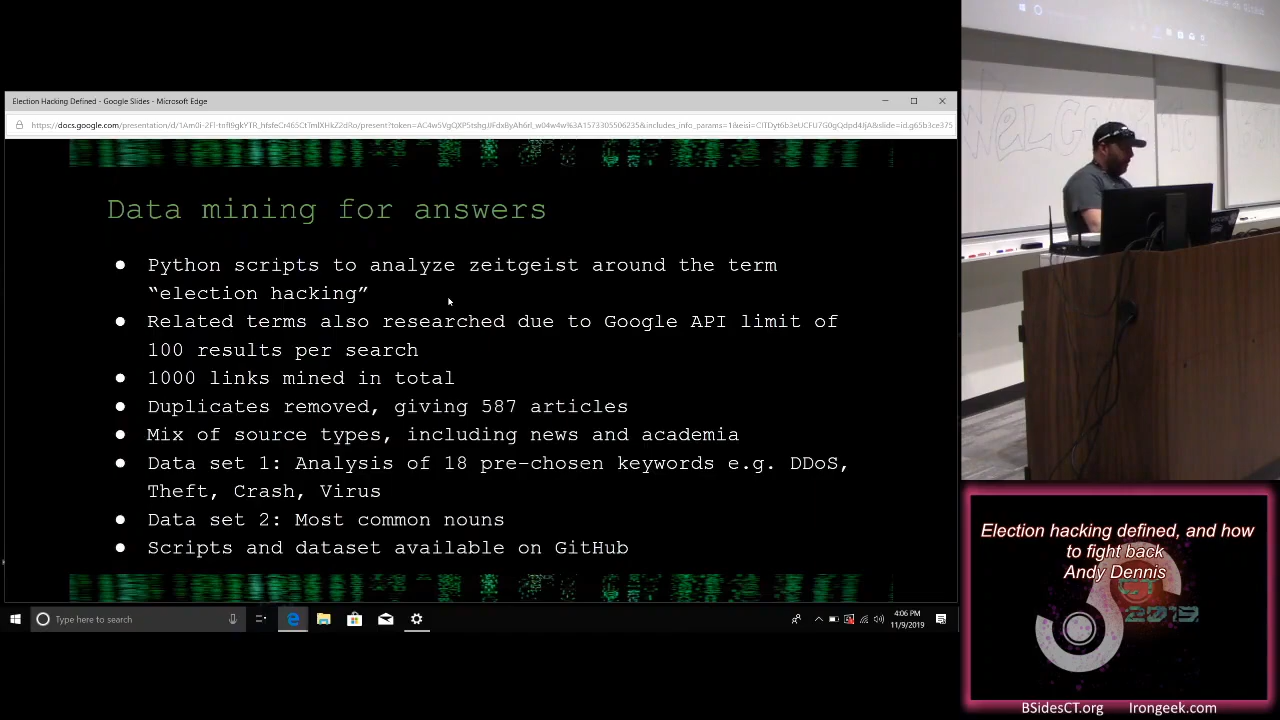 Election Hacking Defined - Google Slides - Microsoft Edge
Data mining for answers
● Python scripts to analyze zeitgeist around the term
“election hacking”
● Related terms also researched due to Google API limit of
100 results per search
● 1000 links mined in total
● Duplicates removed, giving 587 articles
● Mix of source types, including news and academia
● Data set 1: Analysis of 18 pre-chosen keywords e.g. DDoS,
Theft, Crash, Virus
● Data set 2: Most common nouns
● Scripts and dataset available on GitHub
Type here to search
4:06 PM
11/9/2019
WELCOME TO
Election hacking defined, and how
to fight back
Andy Dennis
CT
2019
BSidesCT.org Irongeek.com